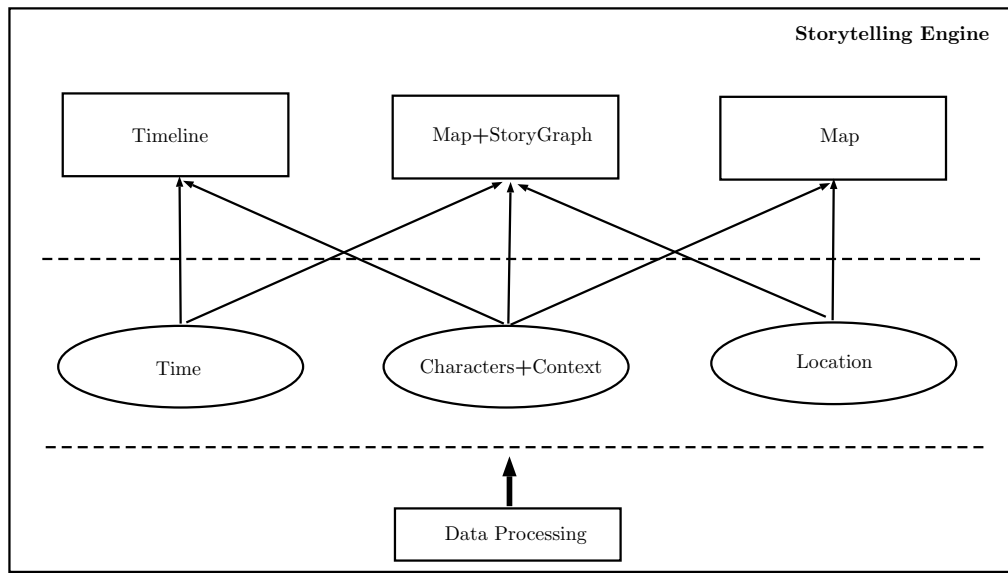 Storytelling Engine
Timeline
Map+StoryGraph
Map
Time
Characters+Context
Location
Data Processing